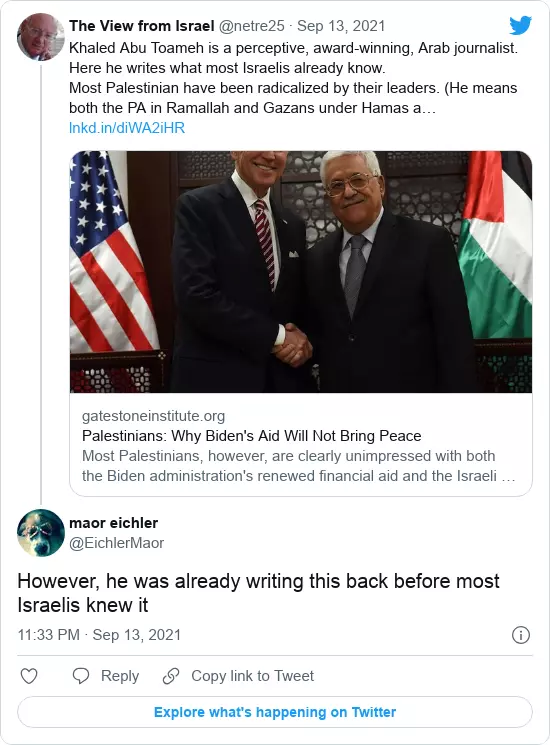 The View from Israel @netre25 · Sep 13, 2021
Khaled Abu Toameh is a perceptive, award-winning, Arab journalist.
Here he writes what most Israelis already know.
Most Palestinian have been radicalized by their leaders. (He means
both the PA in Ramallah and Gazans under Hamas a…
lnkd.in/diWA2iHR
gatestoneinstitute.org
Palestinians: Why Biden's Aid Will Not Bring Peace
Most Palestinians, however, are clearly unimpressed with both
the Biden administration's renewed financial aid and the Israeli …
maor eichler
@EichlerMaor
However, he was already writing this back before most
Israelis knew it
11:33 PM · Sep 13, 2021
Reply
Copy link to Tweet
Explore what's happening on Twitter